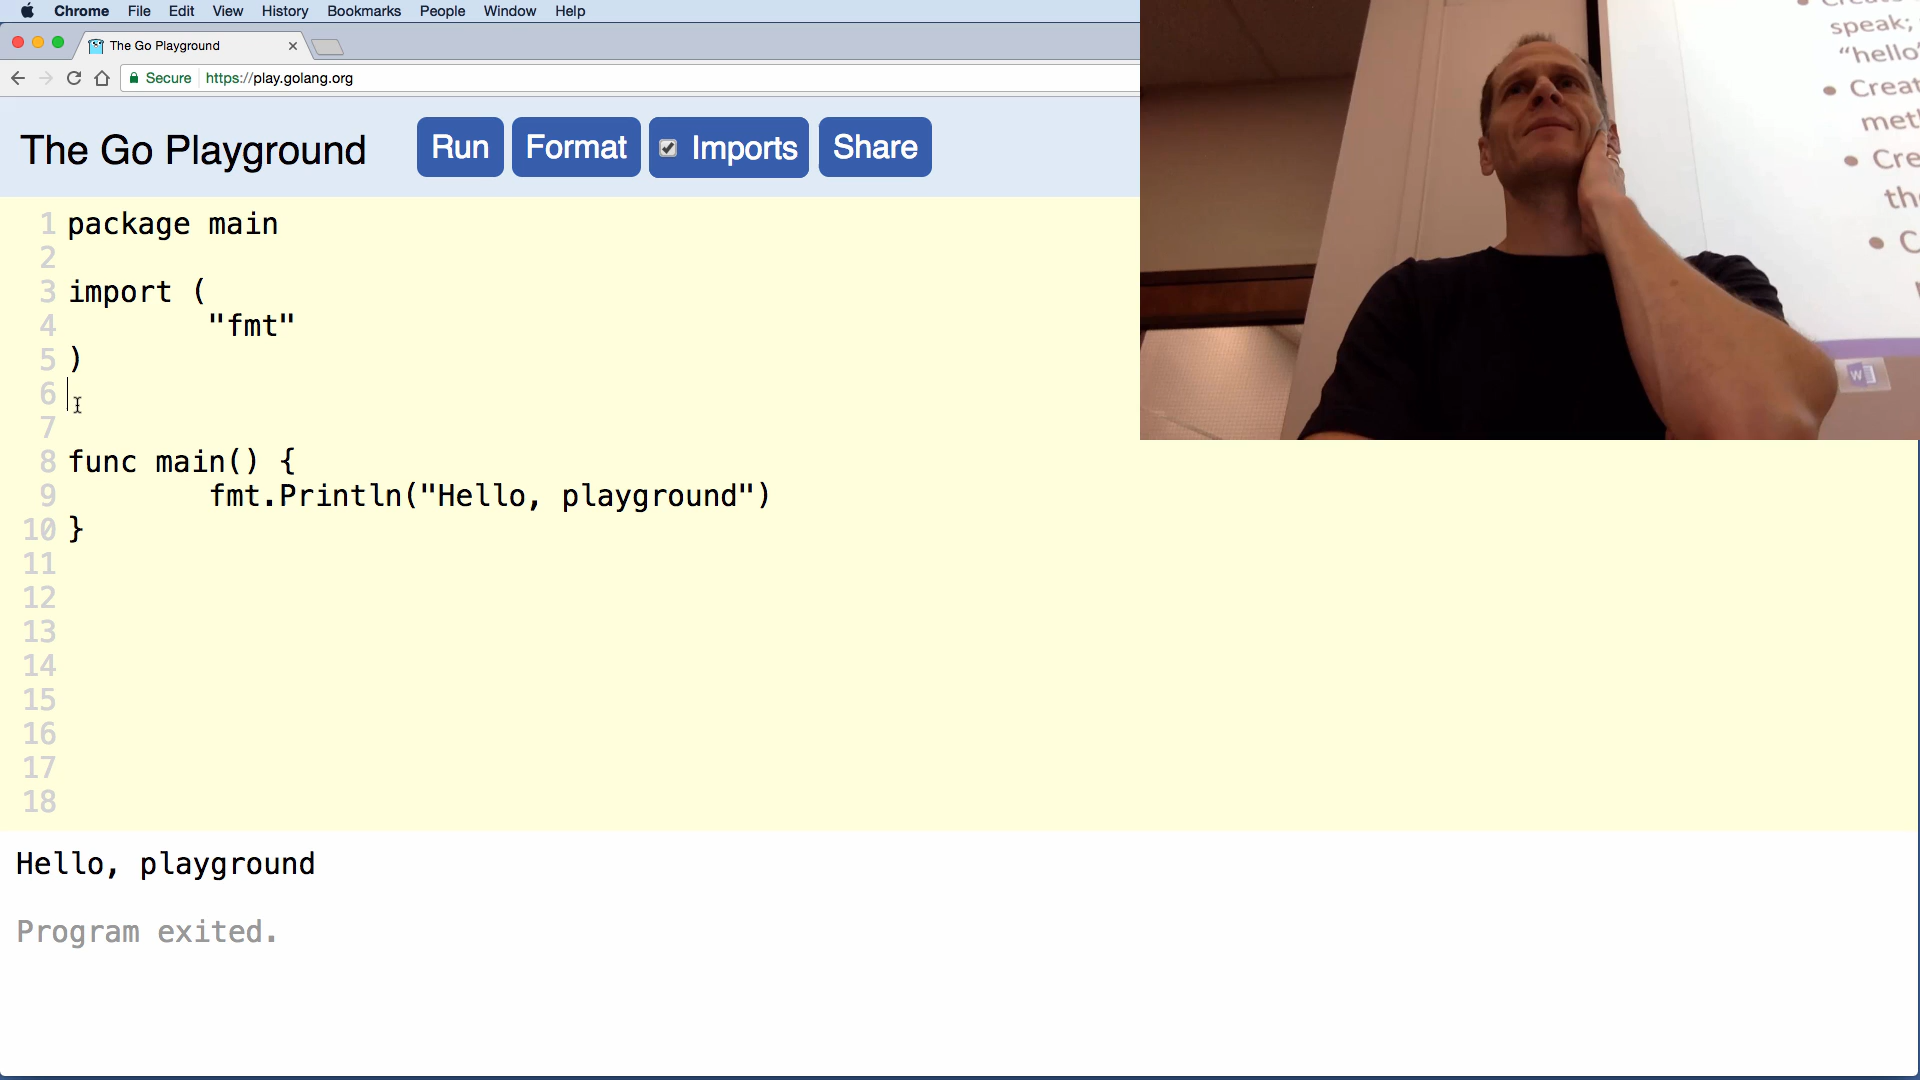 Chrome File Edit View History Bookmarks People Window Help
The Go Playground
Secure https://play.golang.org
The Go Playground Run Format Imports Share
1 package main
2
3 import (
4 "fmt"
5 )
6
7
8 func main() {
9 fmt.Println("Hello, playground")
10 }
11
12
13
14
15
16
17
18
Hello, playground
Program exited.
speak;
"hello"